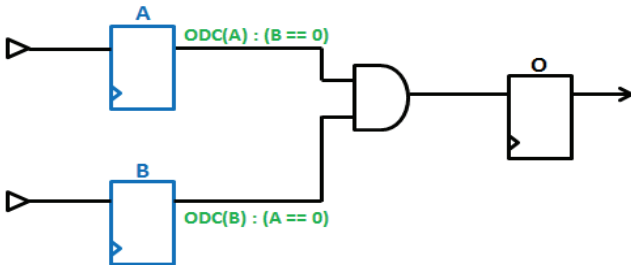 A
ODC(A) : (B == 0)
O
B
ODC(B) : (A == 0)